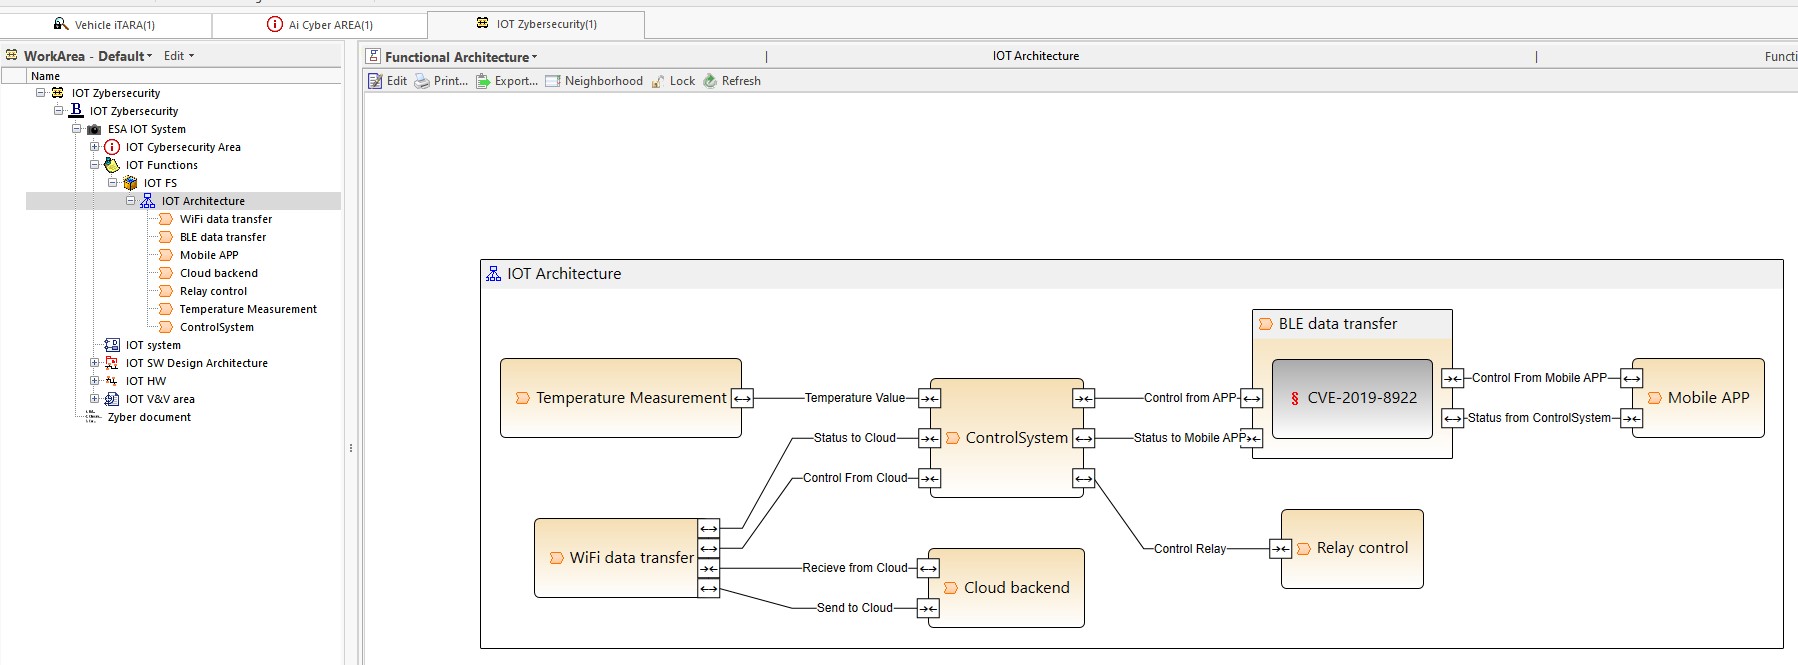 Vehicle iTARA(1)
Ai Cyber AREA(1)
IOT Zybersecurity(1)
WorkArea - Default
Edit
Name
IOT Zybersecurity
IOT Zybersecurity
ESA IOT System
IOT Cybersecurity Area
IOT Functions
IOT FS
IOT Architecture
WiFi data transfer
BLE data transfer
Mobile APP
Cloud backend
Relay control
Temperature Measurement
ControlSystem
IOT system
IOT SW Design Architecture
IOT HW
IOT V&V area
Zyber document
Functional Architecture
IOT Architecture
Functi
Edit
Print...
Export...
Neighborhood
Lock
Refresh
IOT Architecture
BLE data transfer
§ CVE-2019-8922
Temperature Measurement
Temperature Value
Status to Cloud
Control From Cloud
ControlSystem
Control from APP
Status to Mobile APP
Control From Mobile APP
Status from ControlSystem
Mobile APP
WiFi data transfer
Recieve from Cloud
Send to Cloud
Cloud backend
Control Relay
Relay control